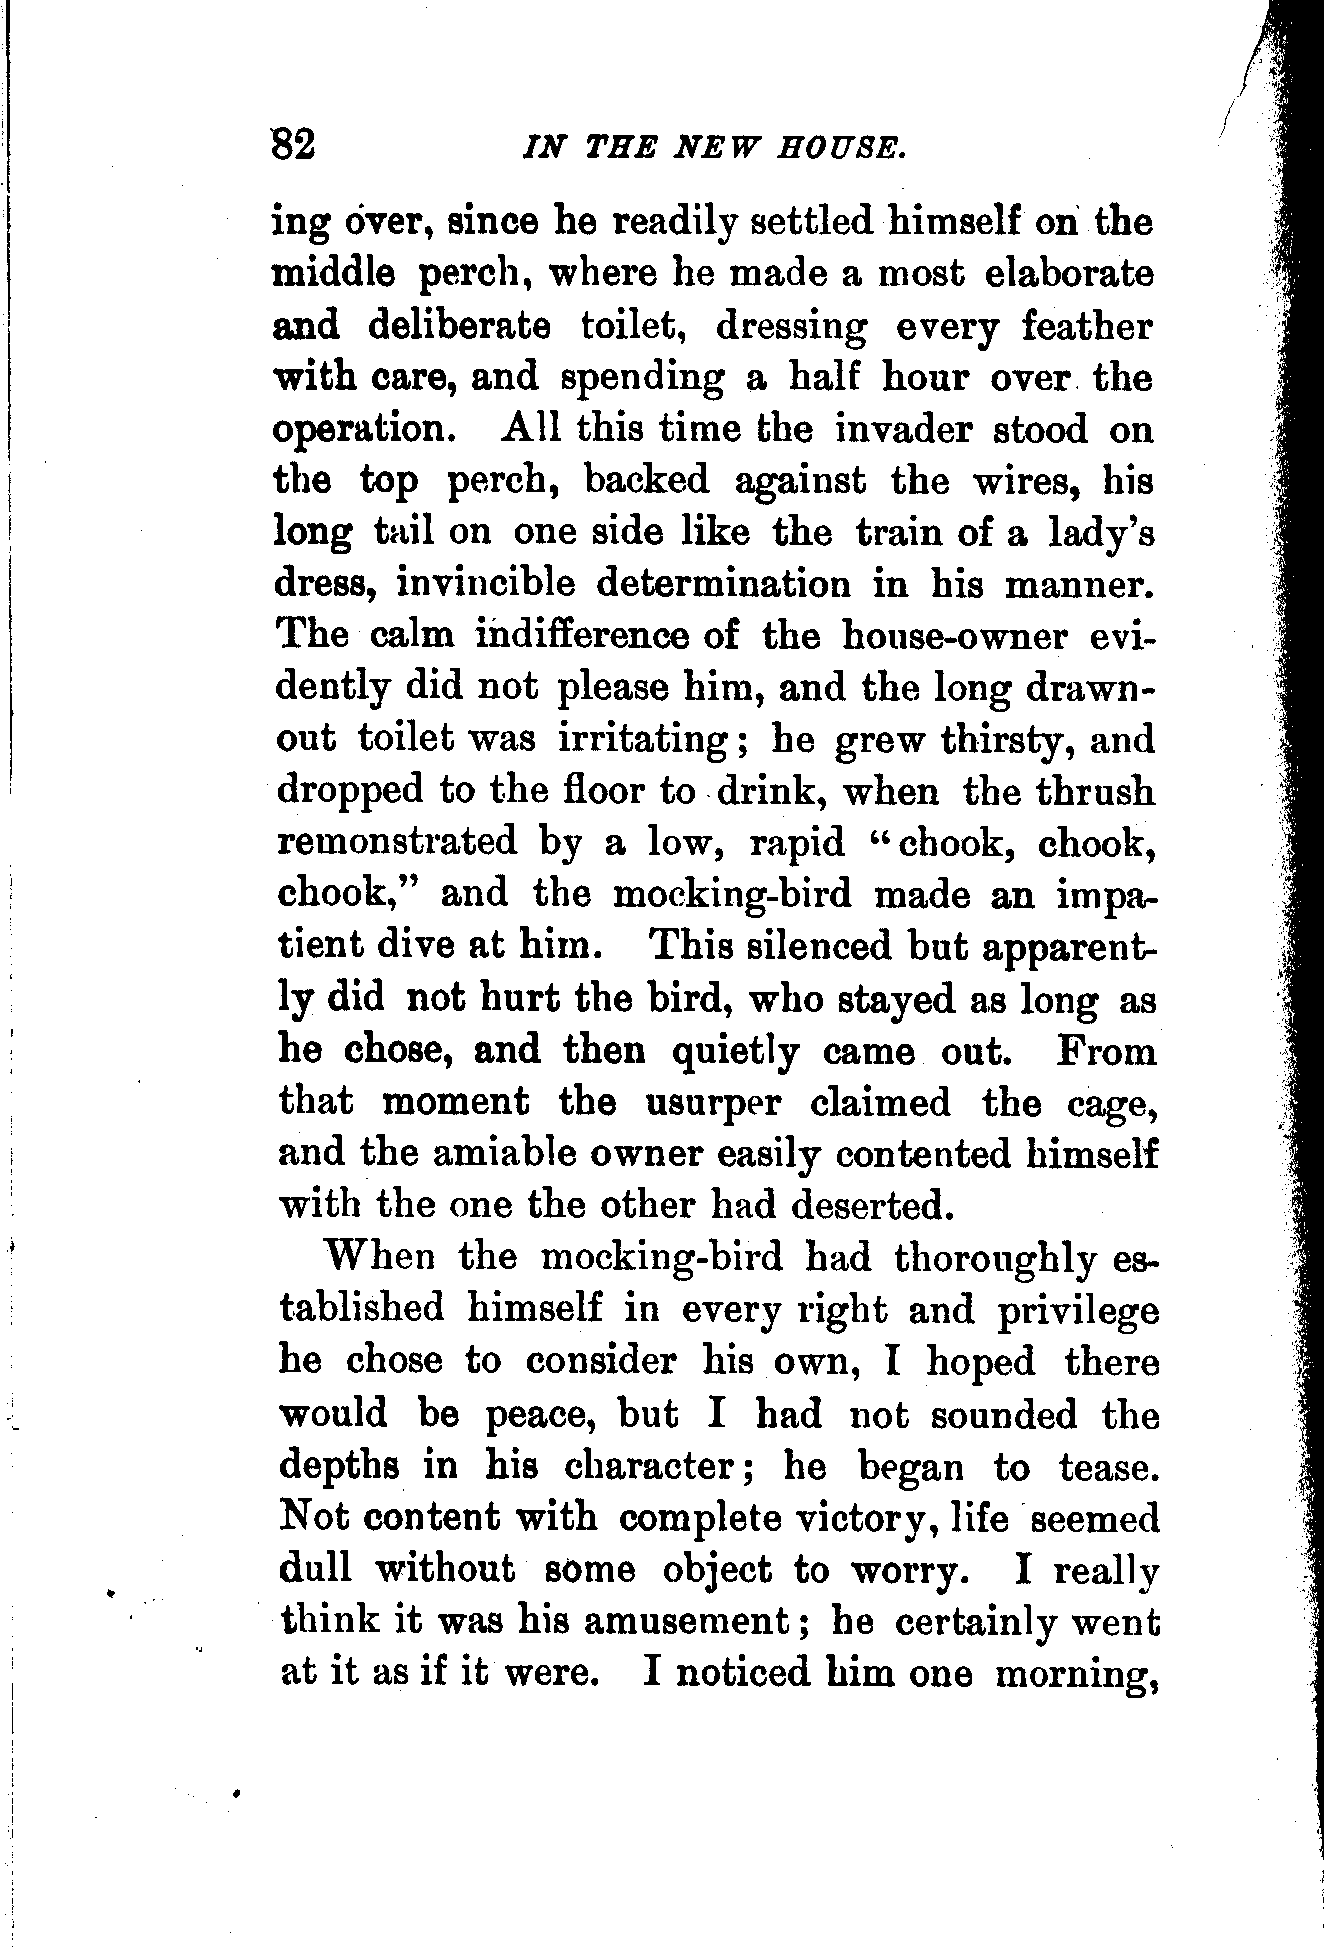 82 IN THE NEW HOUSE.
ing over, since he readily settled himself on the
middle perch, where he made a most elaborate
and deliberate toilet, dressing every feather
with care, and spending a half hour over the
operation. All this time the invader stood on
the top perch, backed against the wires, his
long tail on one side like the train of a lady's
dress, invincible determination in his manner.
The calm indifference of the house-owner evi-
dently did not please him, and the long drawn-
out toilet was irritating; he grew thirsty, and
dropped to the floor to drink, when the thrush
remonstrated by a low, rapid "chook, chook,
chook," and the mocking-bird made an impa-
tient dive at him. This silenced but apparent-
ly did not hurt the bird, who stayed as long as
he chose, and then quietly came out. From
that moment the usurper claimed the cage,
and the amiable owner easily contented himself
with the one the other had deserted.
When the mocking-bird had thoroughly es-
tablished himself in every right and privilege
he chose to consider his own, I hoped there
would be peace, but I had not sounded the
depths in his character; he began to tease.
Not content with complete victory, life seemed
dull without some object to worry. I really
think it was his amusement; he certainly went
at it as if it were. I noticed him one morning,